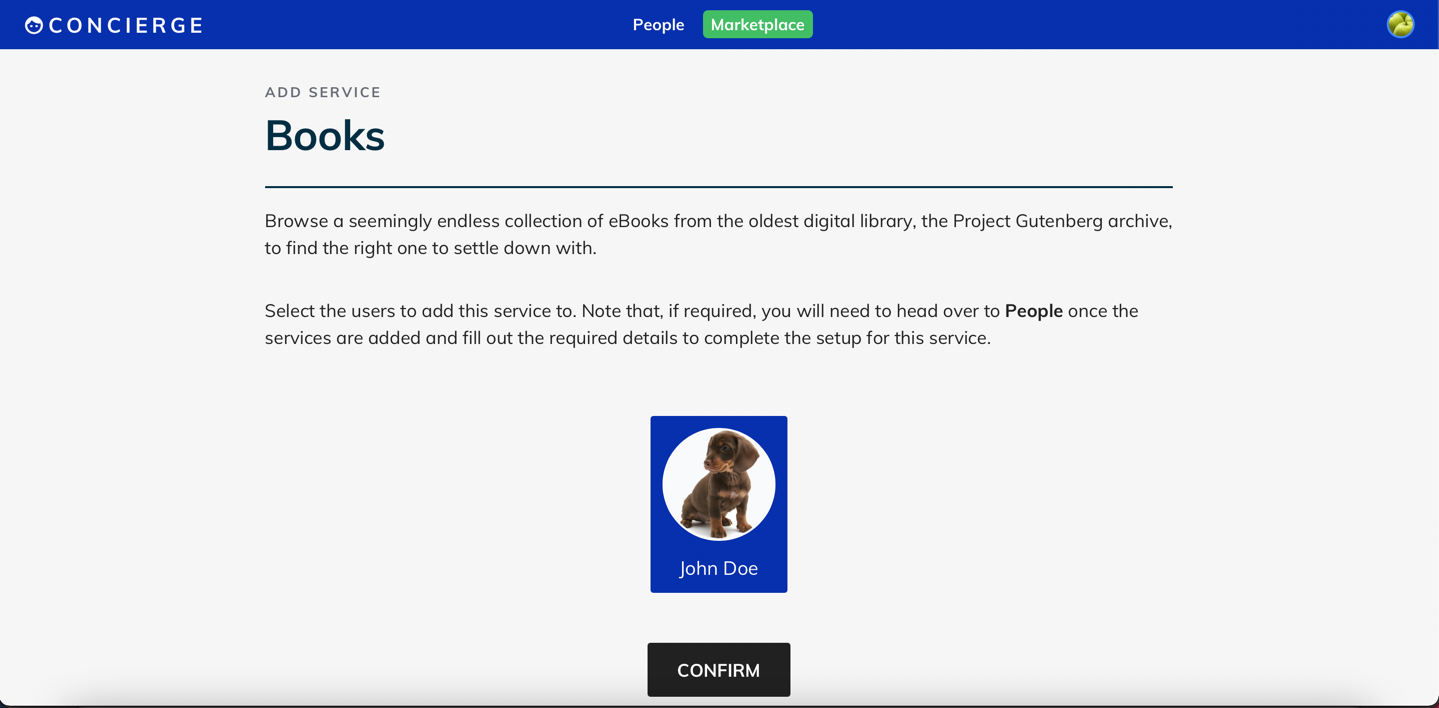 CONCIERGE
People
Marketplace
ADD SERVICE
Books
Browse a seemingly endless collection of eBooks from the oldest digital library, the Project Gutenberg archive,
to find the right one to settle down with.
Select the users to add this service to. Note that, if required, you will need to head over to People once the
services are added and fill out the required details to complete the setup for this service.
John Doe
CONFIRM